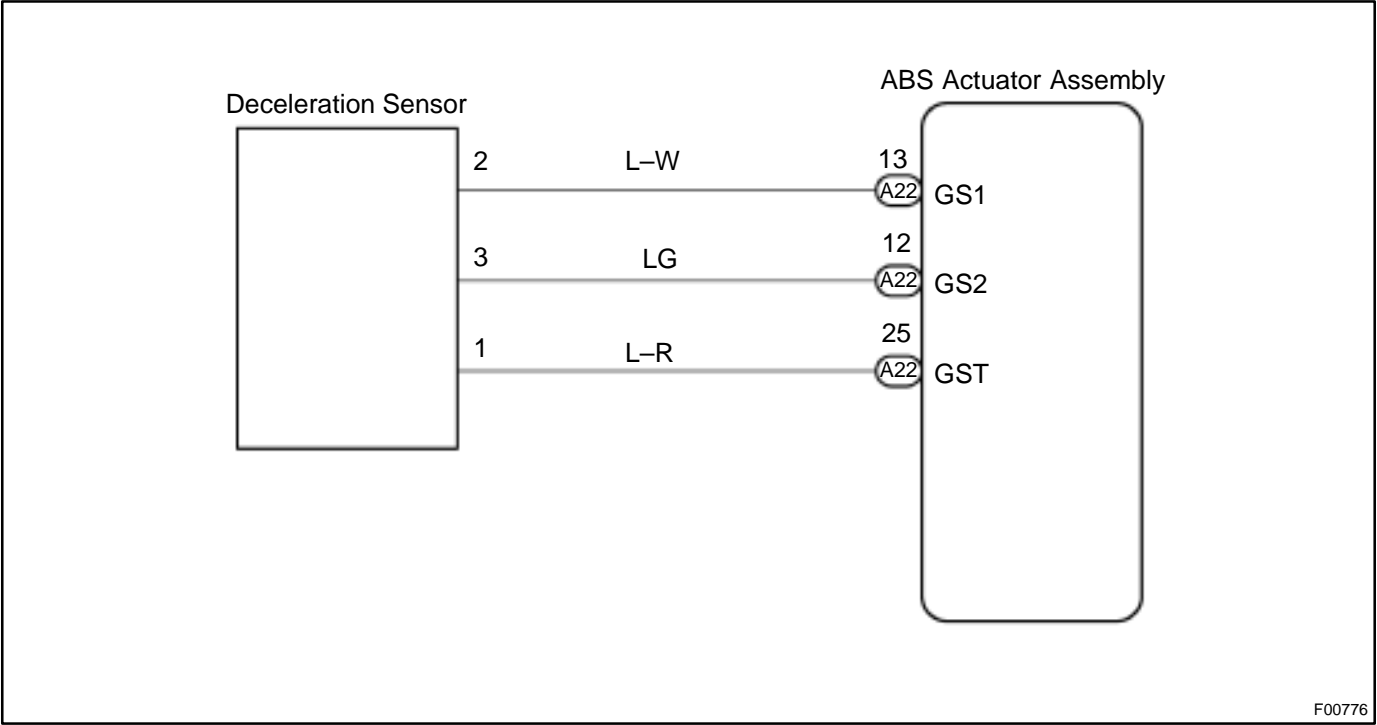 ABS Actuator Assembly
Deceleration Sensor
2 L–W 13
A22 GS1
3 LG 12
A22 GS2
1 L–R 25
A22 GST
F00776